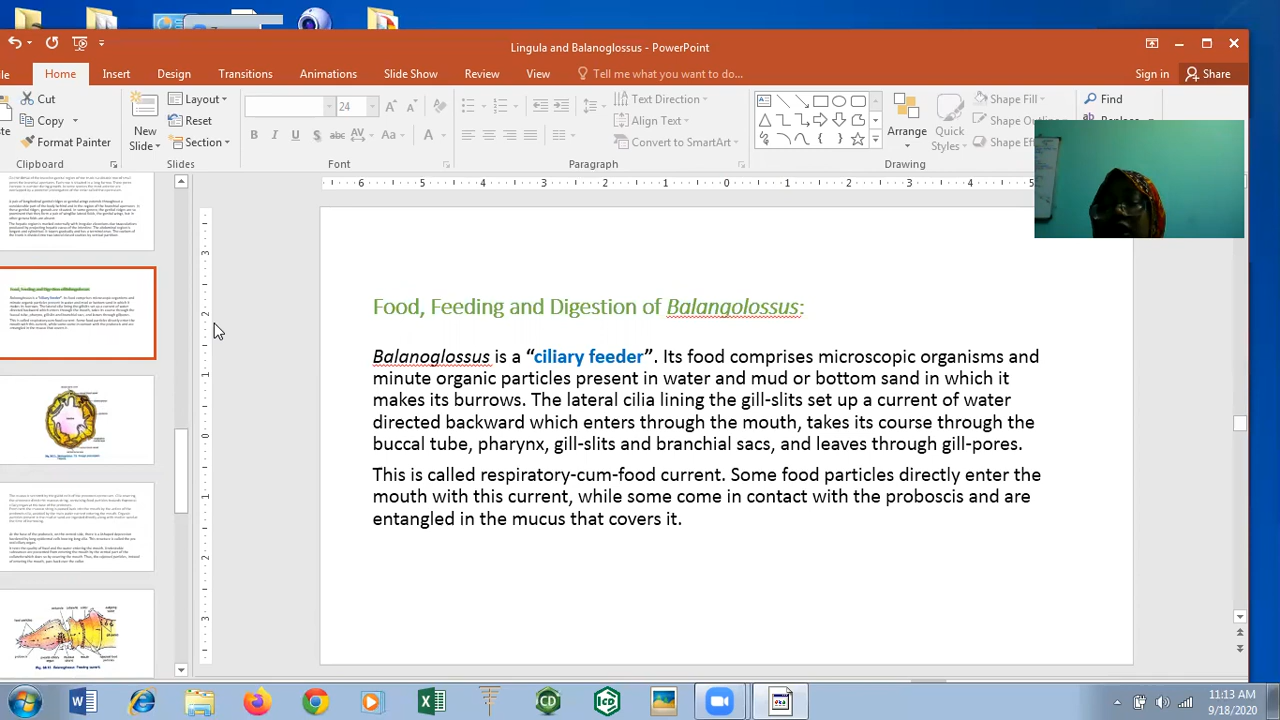 Lingula and Balanoglossus - PowerPoint
Home Insert Design Transitions Animations Slide Show Review View Tell me what you want to do... Sign in Share
Cut
Copy
Format Painter
Clipboard
New
Slide
Layout
Reset
Section
Slides
24
Font
Text Direction
Align Text
Convert to SmartArt
Paragraph
Arrange
Quick
Styles
Shape Fill
Drawing
Find
Food, Feeding and Digestion of Balangolossus:
Balanoglossus is a “ciliary feeder”. Its food comprises microscopic organisms and
minute organic particles present in water and mud or bottom sand in which it
makes its burrows. The lateral cilia lining the gill-slits set up a current of water
directed backward which enters through the mouth, takes its course through the
buccal tube, pharynx, gill-slits and branchial sacs, and leaves through gill-pores.
This is called respiratory-cum-food current. Some food particles directly enter the
mouth with this current, while some come in contact with the proboscis and are
entangled in the mucus that covers it.
11:13 AM
9/18/2020